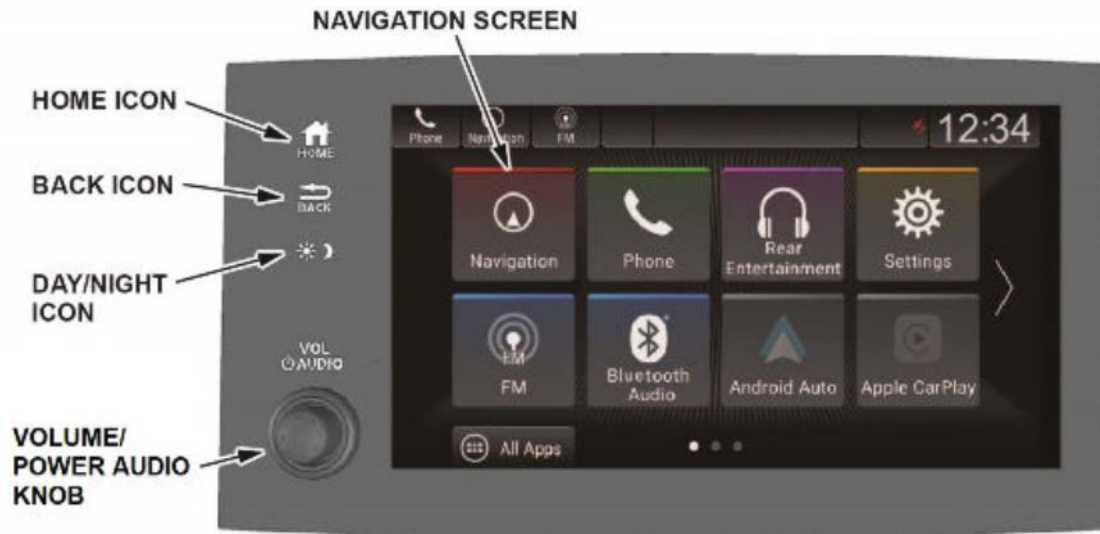 NAVIGATION SCREEN
HOME ICON
HOME
BACK ICON
BACK
DAY/NIGHT
ICON
VOL
AUDIO
VOLUME/
POWER AUDIO
KNOB
Phone
Navigation
FM
12:34
Navigation
Phone
Rear
Entertainment
Settings
FM
FM
Bluetooth
Audio
Android Auto
Apple CarPlay
All Apps